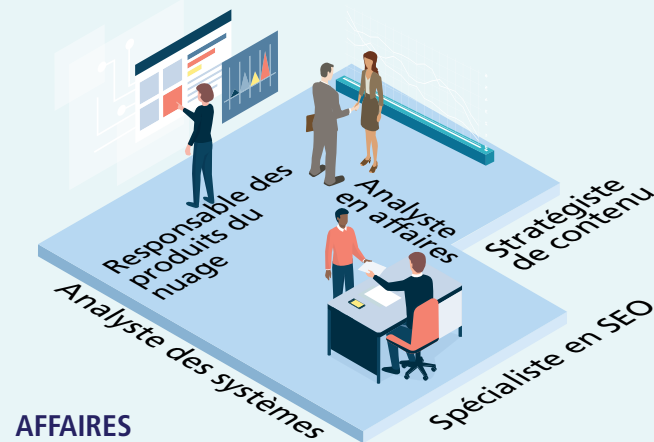 Responsable des
produits du
nuage
Analyste
en affaires
Stratégiste
de contenu
Analyste des systèmes
Spécialiste en SEO
AFFAIRES